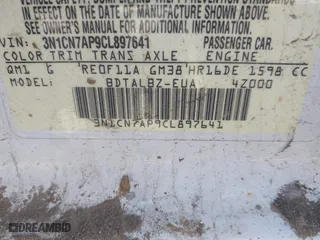 IN EFFECT ON THE DATE OF MANUFACTURE SHOWN ABOVE.
SEE OWNER'S MANUAL FOR ADDITIONAL INFORMATION.
VIN: 3N1CN7AP9CL897641 PASSENGER CAR.
COLOR TRIM TRANS AXLE ENGINE
QM1 G RE0F11A GM38 HR16DE 1598 CC
MODEL: BDTALBZ-EUA 4Z000
3N1CN7AP9CL897641